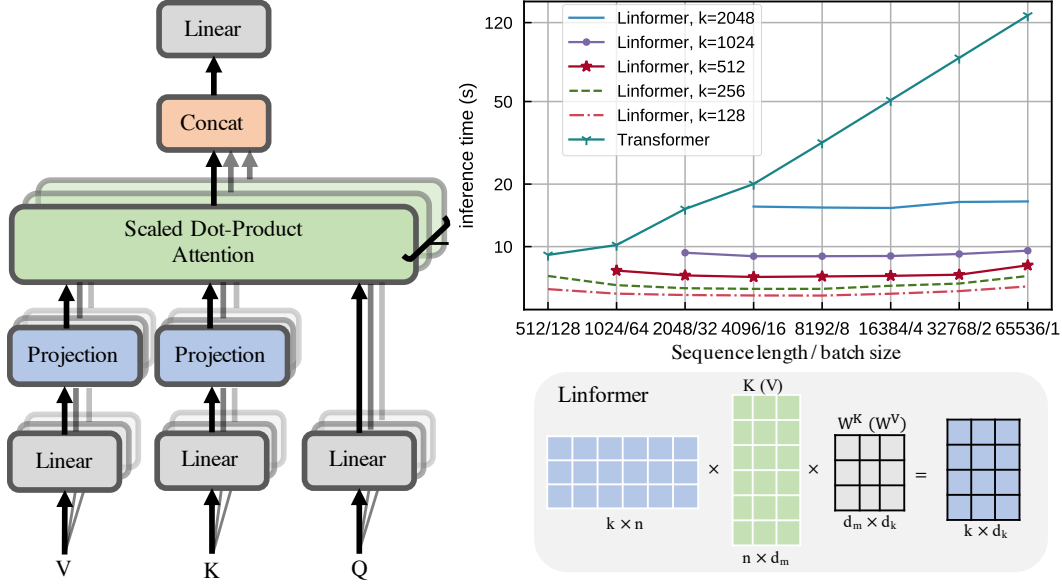 Linear
Concat
Scaled Dot-Product
Attention
Projection
Projection
Linear
Linear
Linear
V
K
Q
inference time (s)
120
50
20
10
Linformer, k=2048
Linformer, k=1024
Linformer, k=512
Linformer, k=256
Linformer, k=128
Transformer
512/128 1024/64 2048/32 4096/16 8192/8 16384/4 32768/2 65536/1
Sequence length / batch size
Linformer
K (V)
W^K (W^V)
× × =
k × n
n × d_m
d_m × d_k
k × d_k